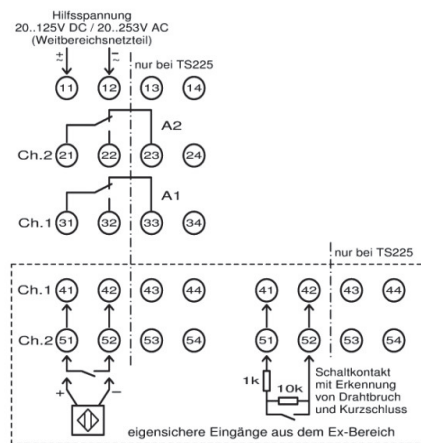 Hilfsspannung
20..125V DC / 20..253V AC
(Weitbereichsnetzteil)
± ~ − ~ nur bei TS225
11 12 13 14
A2
Ch.2 21 22 23 24
A1
Ch.1 31 32 33 34
nur bei TS225
Ch.1 41 42 43 44 41 42 43 44
Ch.2 51 52 53 54 51 52 53 54
1k 10k
Schaltkontakt
mit Erkennung
von Drahtbruch
und Kurzschluss
+ −
eigensichere Eingänge aus dem Ex-Bereich